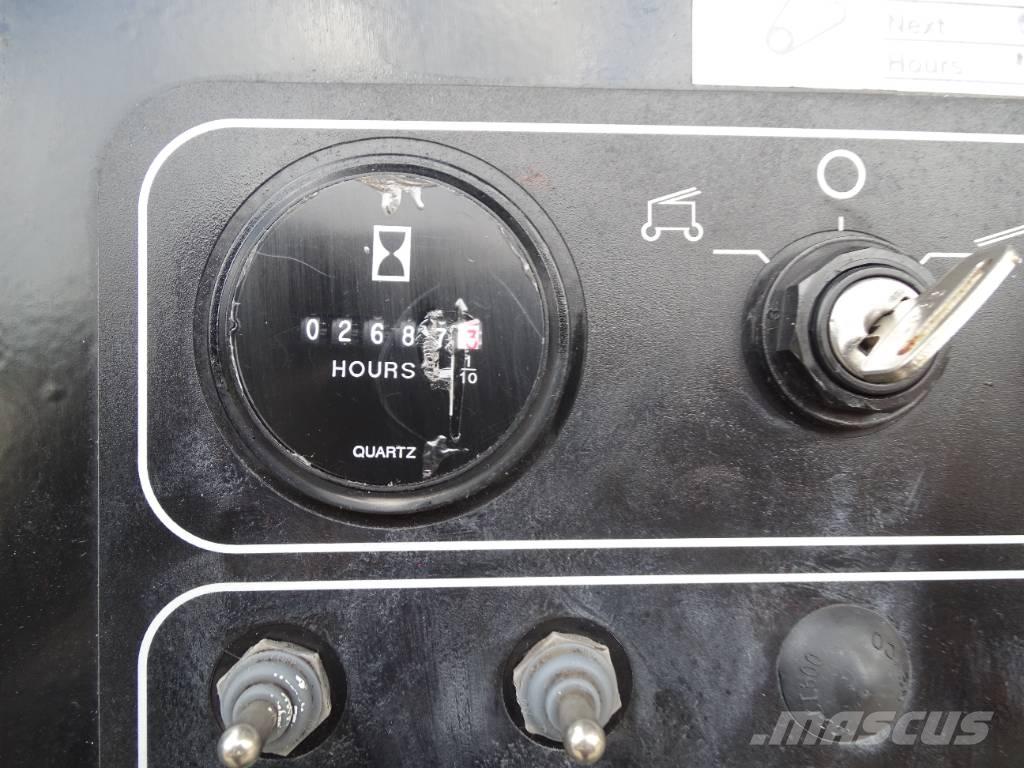 Next
Hours
0268
HOURS
1/10
QUARTZ
mascus